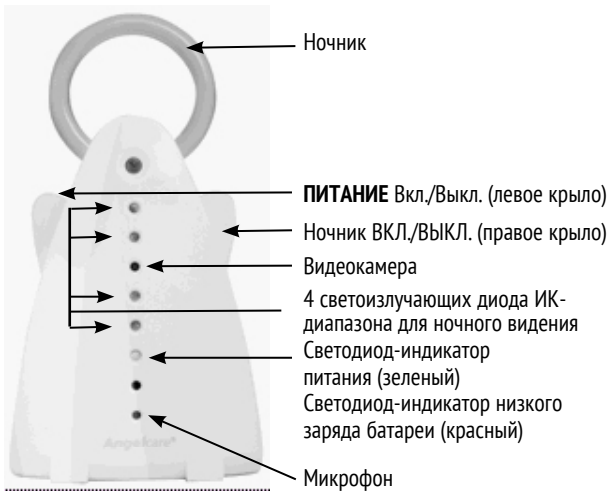 Ночник
ПИТАНИЕ Вкл./Выкл. (левое крыло)
Ночник ВКЛ./ВЫКЛ. (правое крыло)
Видеокамера
4 светоизлучающих диода ИК-
диапазона для ночного видения
Светодиод-индикатор
питания (зеленый)
Светодиод-индикатор низкого
заряда батареи (красный)
Микрофон
Angelcare®